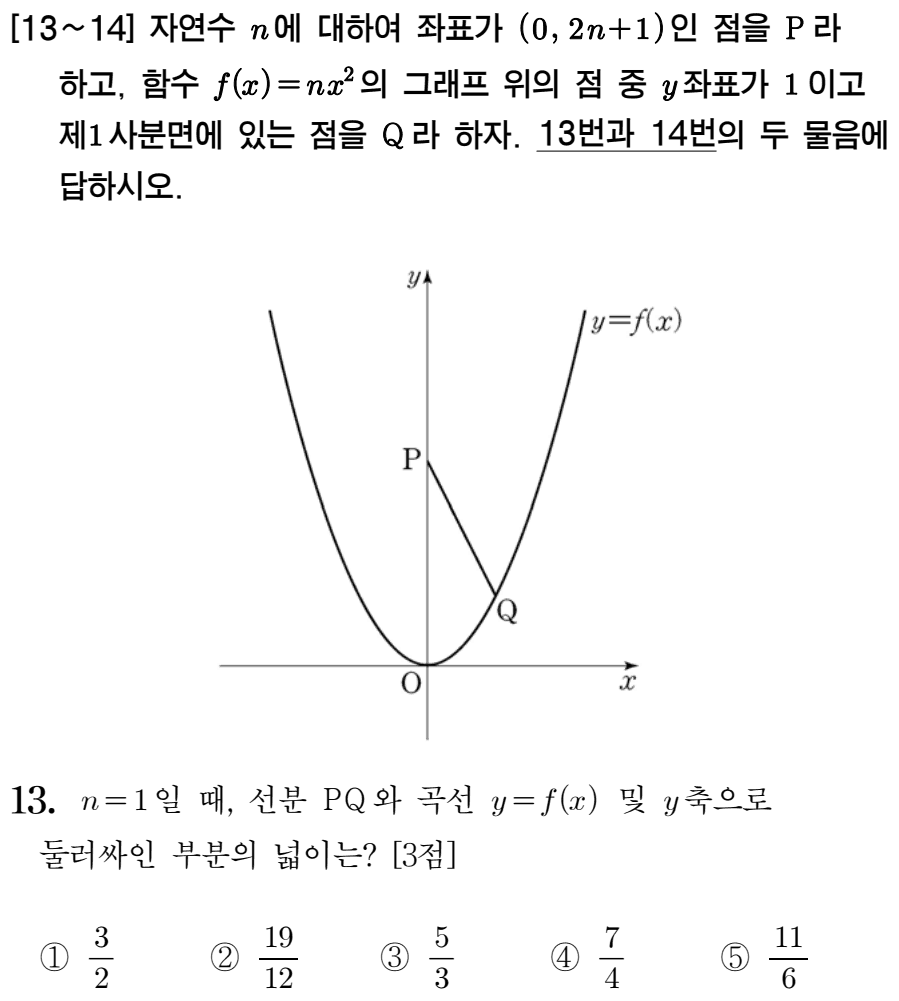 [13~14] 자연수 n에 대하여 좌표가 (0, 2n+1)인 점을 P라
하고, 함수 f(x)=nx²의 그래프 위의 점 중 y좌표가 1이고
제1사분면에 있는 점을 Q라 하자. 13번과 14번의 두 물음에
답하시오.
y
y=f(x)
P
Q
O
x
13. n=1일 때, 선분 PQ와 곡선 y=f(x) 및 y축으로
둘러싸인 부분의 넓이는? [3점]
① 3/2 ② 19/12 ③ 5/3 ④ 7/4 ⑤ 11/6